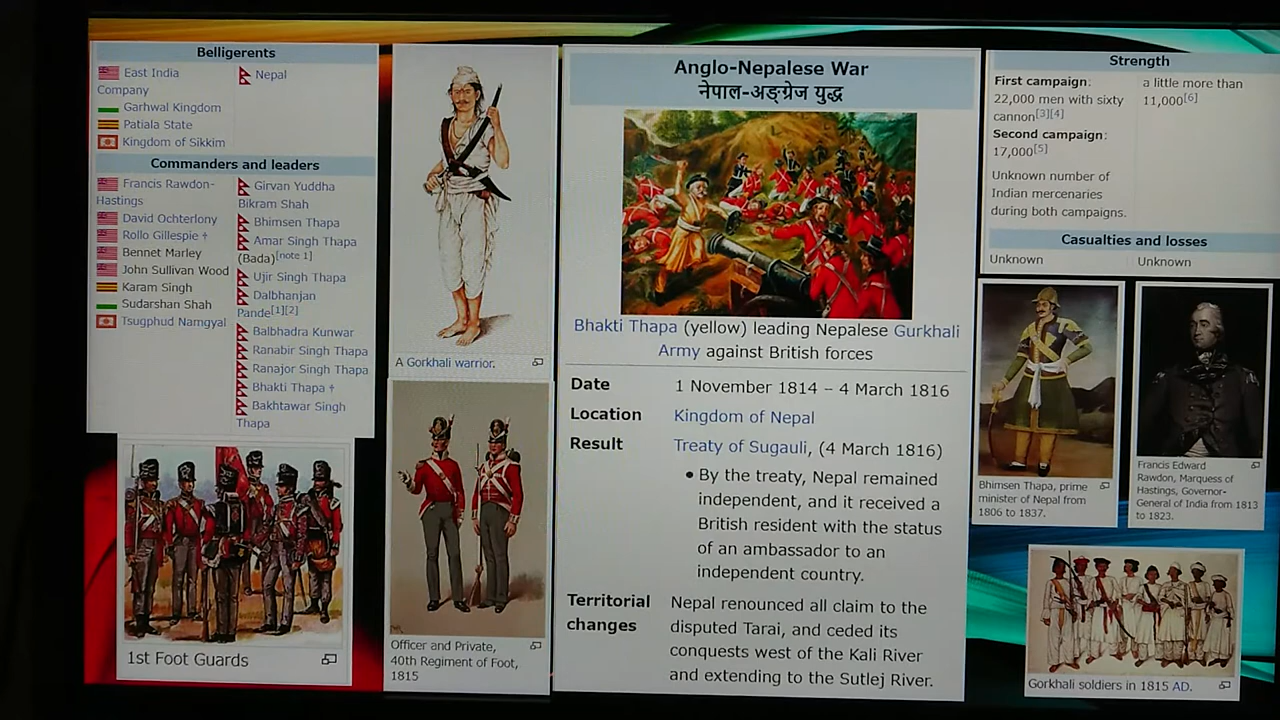 Belligerents
East India
Company
Garhwal Kingdom
Patiala State
Kingdom of Sikkim
Nepal
Commanders and leaders
Francis Rawdon-
Hastings
David Ochterlony
Rollo Gillespie †
Bennet Marley
John Sullivan Wood
Karam Singh
Sudarshan Shah
Tsugphud Namgyal
Girvan Yuddha
Bikram Shah
Bhimsen Thapa
Amar Singh Thapa
(Bada)[note 1]
Ujir Singh Thapa
Dalbhanjan
Pande[1][2]
Balbhadra Kunwar
Ranabir Singh Thapa
Ranajor Singh Thapa
Bhakti Thapa †
Bakhtawar Singh
Thapa
1st Foot Guards
A Gorkhali warrior.
Officer and Private,
40th Regiment of Foot,
1815
Anglo-Nepalese War
नेपाल-अङ्ग्रेज युद्ध
Bhakti Thapa (yellow) leading Nepalese Gurkhali
Army against British forces
Date 1 November 1814 – 4 March 1816
Location Kingdom of Nepal
Result Treaty of Sugauli, (4 March 1816)
• By the treaty, Nepal remained
independent, and it received a
British resident with the status
of an ambassador to an
independent country.
Territorial Nepal renounced all claim to the
changes disputed Tarai, and ceded its
conquests west of the Kali River
and extending to the Sutlej River.
Strength
First campaign:
22,000 men with sixty
cannon[3][4]
Second campaign:
17,000[5]
Unknown number of
Indian mercenaries
during both campaigns.
a little more than
11,000[6]
Casualties and losses
Unknown Unknown
Bhimsen Thapa, prime
minister of Nepal from
1806 to 1837.
Francis Edward
Rawdon, Marquess of
Hastings, Governor-
General of India from 1813
to 1823.
Gorkhali soldiers in 1815 AD.